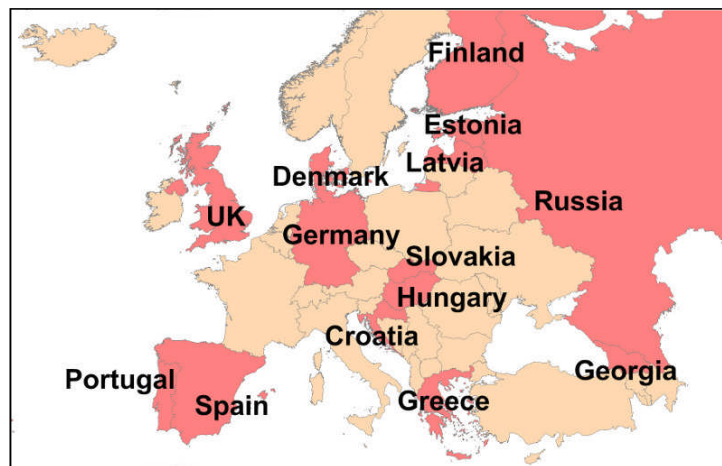 Finland
Estonia
Latvia
Denmark
Russia
UK
Germany
Slovakia
Hungary
Croatia
Portugal
Spain
Greece
Georgia